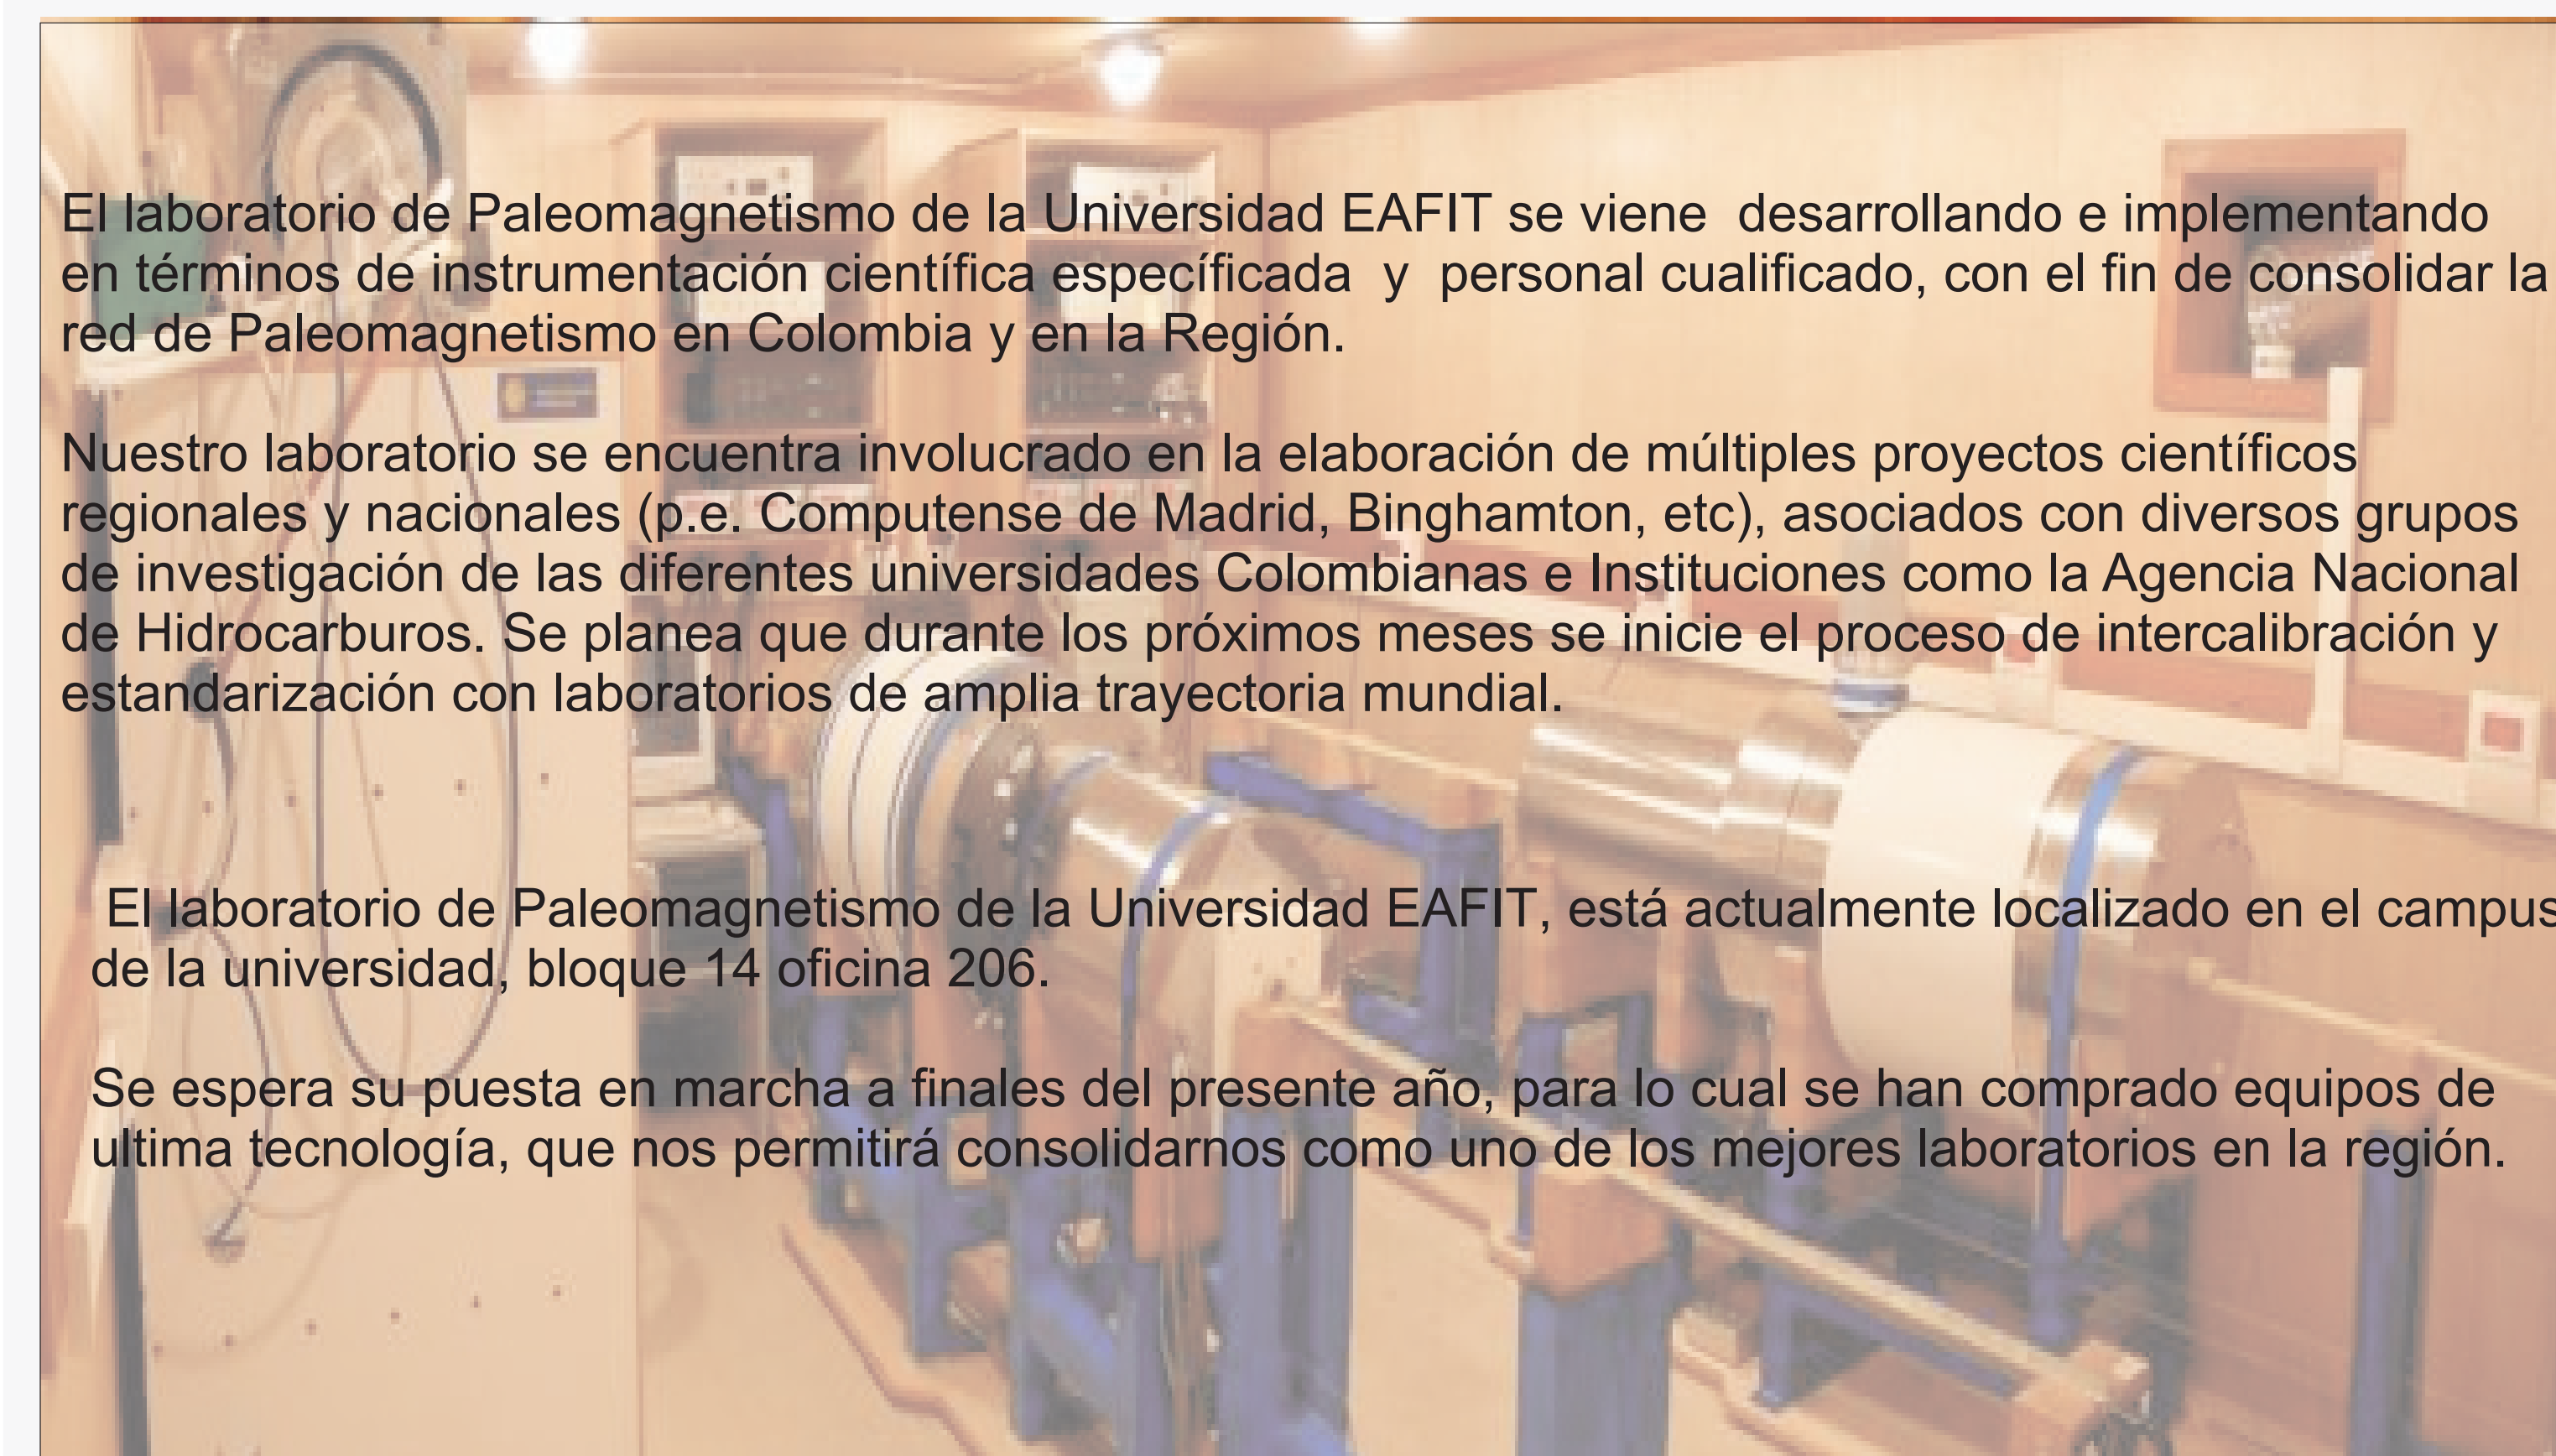 El laboratorio de Paleomagnetismo de la Universidad EAFIT se viene desarrollando e implementando
en términos de instrumentación científica específicada y personal cualificado, con el fin de consolidar la
red de Paleomagnetismo en Colombia y en la Región.
Nuestro laboratorio se encuentra involucrado en la elaboración de múltiples proyectos científicos
regionales y nacionales (p.e. Computense de Madrid, Binghamton, etc), asociados con diversos grupos
de investigación de las diferentes universidades Colombianas e Instituciones como la Agencia Nacional
de Hidrocarburos. Se planea que durante los próximos meses se inicie el proceso de intercalibración y
estandarización con laboratorios de amplia trayectoria mundial.
El laboratorio de Paleomagnetismo de la Universidad EAFIT, está actualmente localizado en el campus
de la universidad, bloque 14 oficina 206.
Se espera su puesta en marcha a finales del presente año, para lo cual se han comprado equipos de
ultima tecnología, que nos permitirá consolidarnos como uno de los mejores laboratorios en la región.